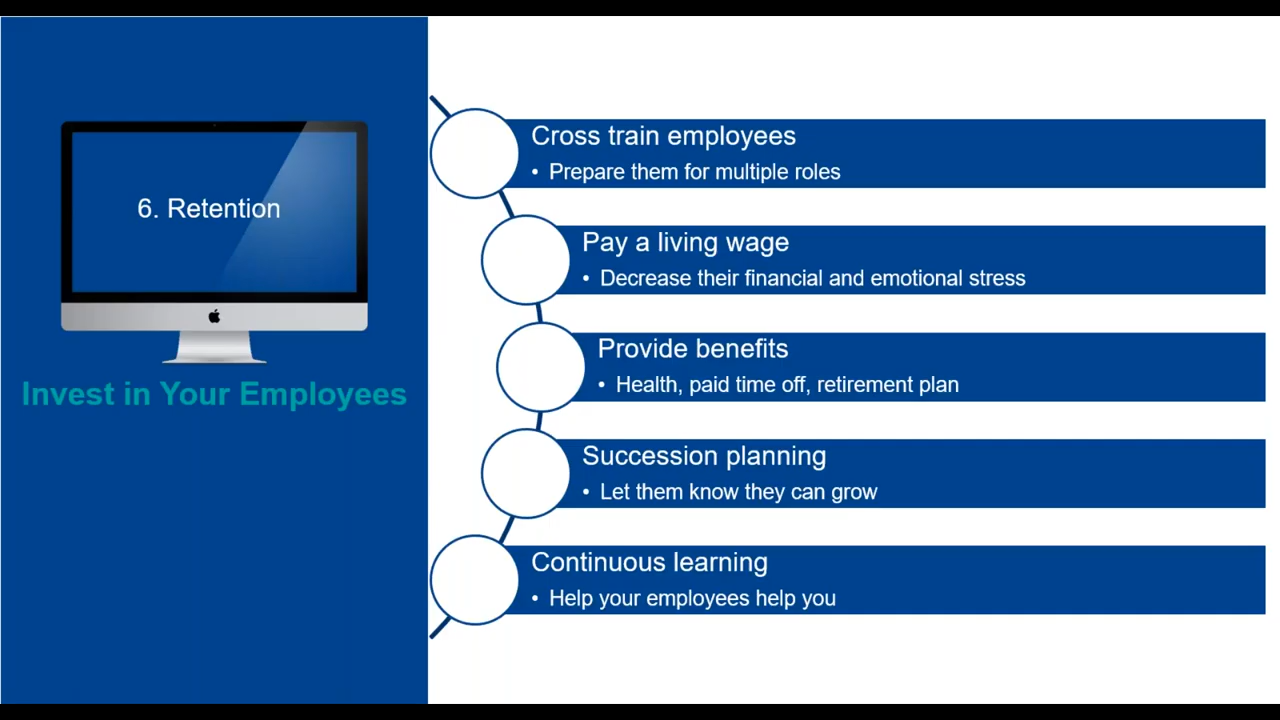 6. Retention
Invest in Your Employees
Cross train employees
• Prepare them for multiple roles
Pay a living wage
• Decrease their financial and emotional stress
Provide benefits
• Health, paid time off, retirement plan
Succession planning
• Let them know they can grow
Continuous learning
• Help your employees help you